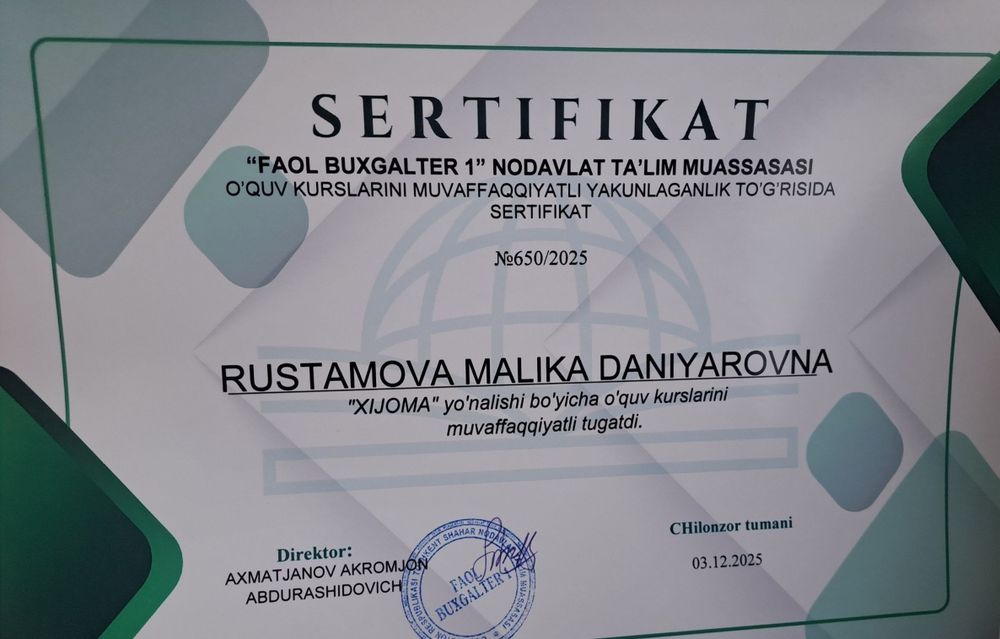 SERTIFIKAT
“FAOL BUXGALTER 1” NODAVLAT TA’LIM MUASSASASI
O’QUV KURSLARINI MUVAFFAQQIYATLI YAKUNLAGANLIK TO’G’RISIDA
SERTIFIKAT
№650/2025
RUSTAMOVA MALIKA DANIYAROVNA
"XIJOMA" yo'nalishi bo'yicha o'quv kurslarini
muvaffaqqiyatli tugatdi.
CHilonzor tumani
Direktor:
03.12.2025
AXMATJANOV AKROMJON
ABDURASHIDOVICH
FAOL
BUXGALTER 1